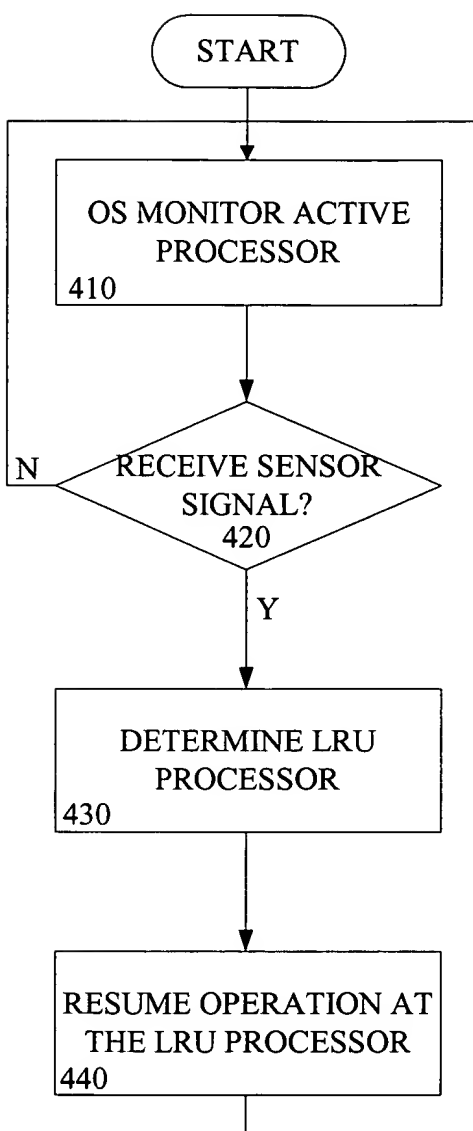 START
OS MONITOR ACTIVE
PROCESSOR
410
N
RECEIVE SENSOR
SIGNAL?
420
Y
DETERMINE LRU
PROCESSOR
430
RESUME OPERATION AT
THE LRU PROCESSOR
440